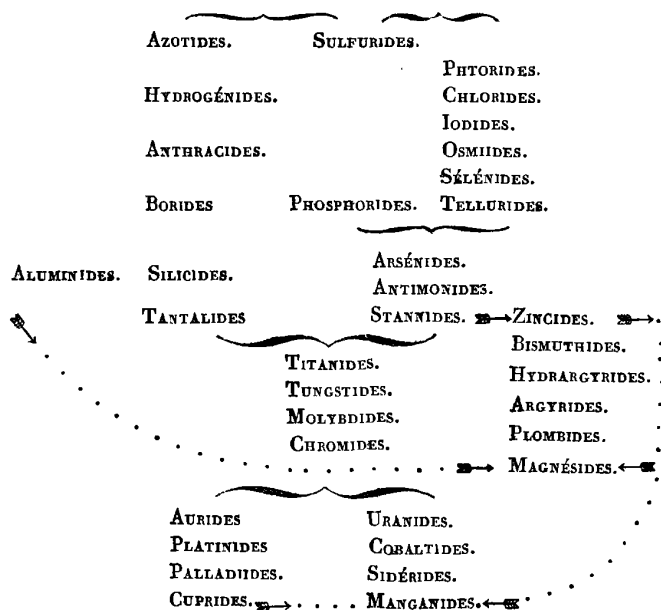 AZOTIDES. SULFURIDES.
PHTORIDES.
HYDROGÉNIDES. CHLORIDES.
IODIDES.
ANTHRACIDES. OSMIIDES.
SÉLÉNIDES.
BORIDES PHOSPHORIDES. TELLURIDES.
ARSÉNIDES.
ALUMINIDES. SILICIDES.
ANTIMONIDES.
TANTALIDES STANNIDES. ZINCIDES.
BISMUTHIDES.
TITANIDES.
TUNGSTIDES. HYDRARGYRIDES.
MOLYBDIDES. ARGYRIDES.
CHROMIDES. PLOMBIDES.
MAGNÉSIDES.
AURIDES URANIDES.
PLATINIDES COBALTIDES.
PALLADIIDES. SIDÉRIDES.
CUPRIDES. MANGANIDES.